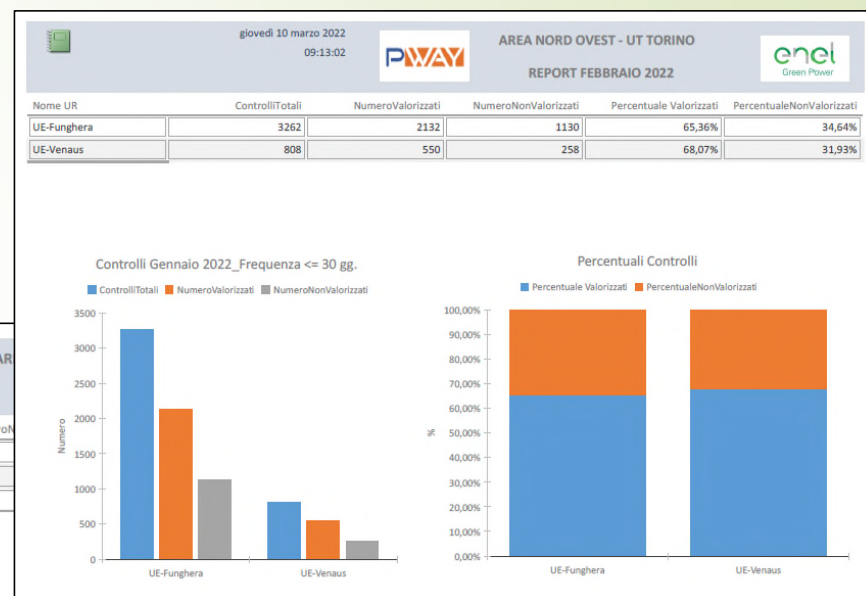 giovedì 10 marzo 2022
09:13:02
PWAY
AREA NORD OVEST - UT TORINO
REPORT FEBBRAIO 2022
enel
Green Power
Nome UR ControlliTotali NumeroValorizzati NumeroNonValorizzati Percentuale Valorizzati PercentualeNonValorizzati
UE-Funghera 3262 2132 1130 65,36% 34,64%
UE-Venaus 808 550 258 68,07% 31,93%
Controlli Gennaio 2022_Frequenza <= 30 gg.
ControlliTotali NumeroValorizzati NumeroNonValorizzati
3500
3000
2500
2000
1500
1000
500
0
Numero
UE-Funghera UE-Venaus
Percentuali Controlli
Percentuale Valorizzati PercentualeNonValorizzati
100,00%
90,00%
80,00%
70,00%
60,00%
50,00%
40,00%
30,00%
20,00%
10,00%
0,00%
%
UE-Funghera UE-Venaus